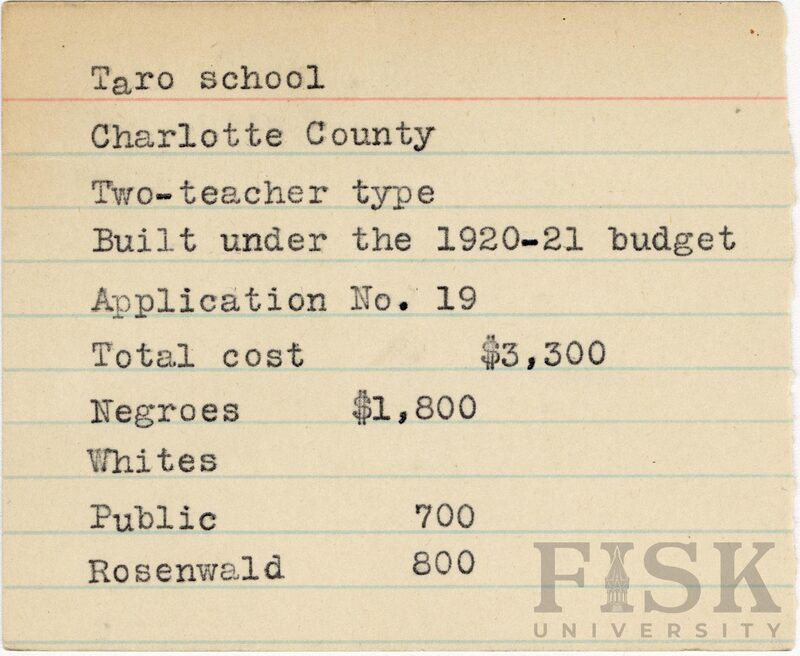 Taro school
Charlotte County
Two-teacher type
Built under the 1920-21 budget
Application No. 19
Total cost $3,300
Negroes $1,800
Whites
Public 700
Rosenwald 800
FISK
UNIVERSITY